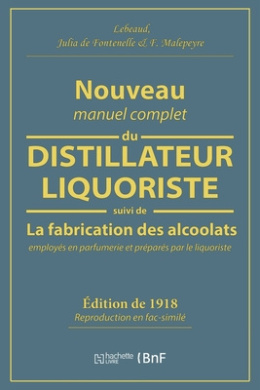 Lebeaud,
Julia de Fontenelle & F. Malepeyre
Nouveau
manuel complet
du
DISTILLATEUR
LIQUORISTE
suivi de
La fabrication des alcoolats
employés en parfumerie et préparés par le liquoriste
Édition de 1918
Reproduction en fac-similé
hachette
LIVRE
{BnF